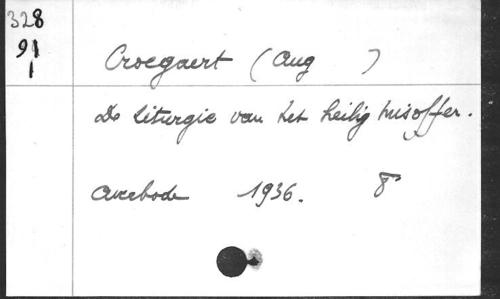 328
91
1
Croegaert (Aug )
De liturgie van het heilig misoffer.
Averbode 1936. 8°